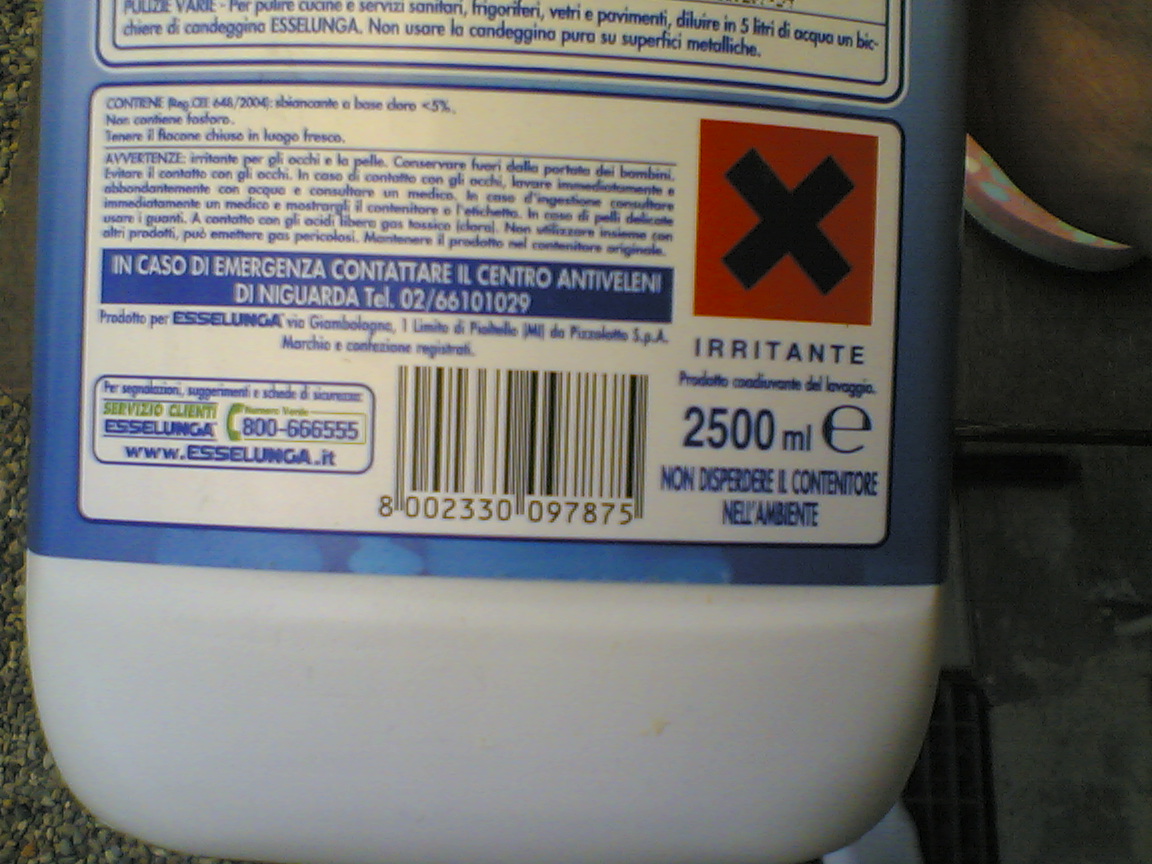 PULIZIE VARIE - Per pulire cucine e servizi sanitari, frigoriferi, vetri e pavimenti, diluire in 5 litri di acqua un bic-
chiere di candeggina ESSELUNGA. Non usare la candeggina pura su superfici metalliche.
CONTIENE (Reg.CEE 648/2004): sbiancante a base cloro <5%.
Non contiene fosforo.
Tenere il flacone chiuso in luogo fresco.
AVVERTENZE: irritante per gli occhi e la pelle. Conservare fuori dalla portata dei bambini.
Evitare il contatto con gli occhi. In caso di contatto con gli occhi, lavare immediatamente e
abbondantemente con acqua e consultare un medico. In caso d'ingestione consultare
immediatamente un medico e mostrargli il contenitore o l'etichetta. In caso di pelli delicate
usare i guanti. A contatto con gli acidi libera gas tossico (cloro). Non utilizzare insieme con
altri prodotti, può emettere gas pericolosi. Mantenere il prodotto nel contenitore originale.
IN CASO DI EMERGENZA CONTATTARE IL CENTRO ANTIVELENI
DI NIGUARDA Tel. 02/66101029
Prodotto per ESSELUNGA via Giambologna, 1 Limito di Pioltello (MI) da Pizzolotto S.p.A.
Marchio e confezione registrati.
Per segnalazioni, suggerimenti e schede di sicurezza:
SERVIZIO CLIENTI
ESSELUNGA
Numero Verde
800-666555
www.ESSELUNGA.it
8 002330 097875
IRRITANTE
Prodotto coadiuvante del lavaggio.
2500 ml e
NON DISPERDERE IL CONTENITORE
NELL'AMBIENTE